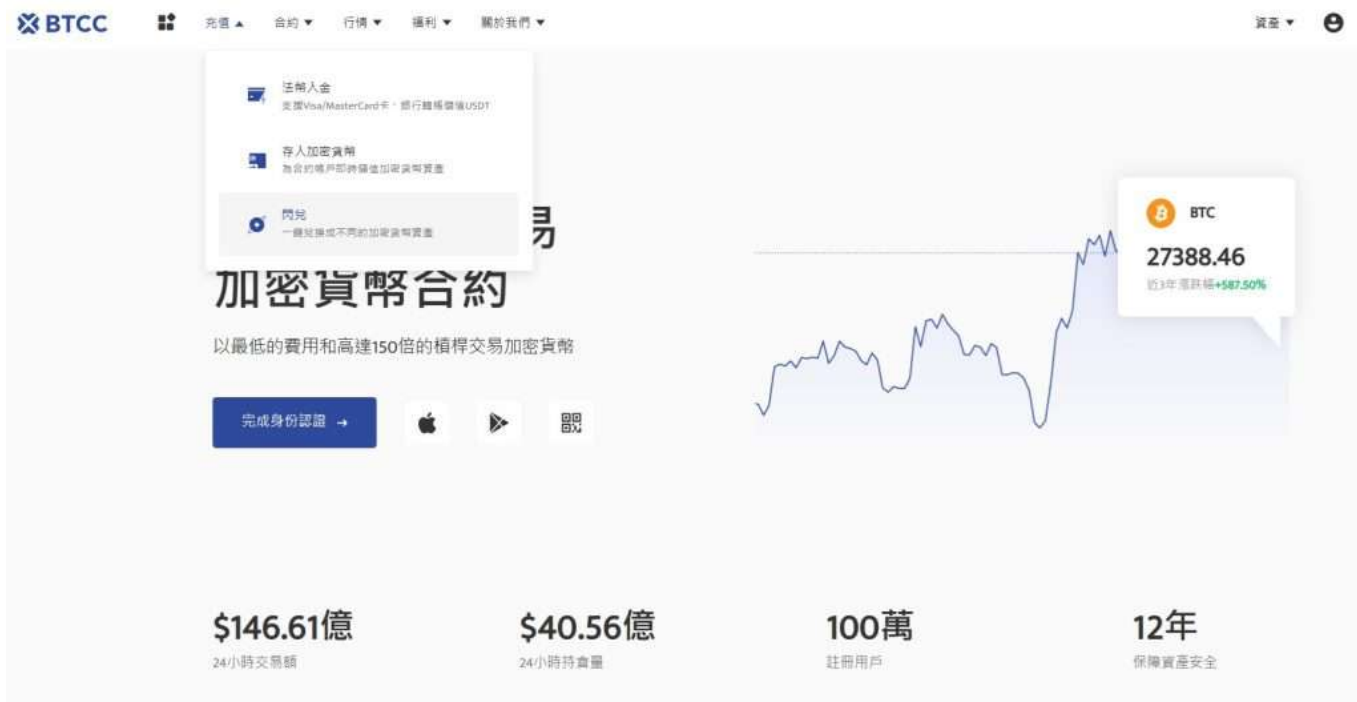 BTCC
充值 合約 行情 福利 關於我們 資產
法幣入金
支援Visa/MasterCard卡、銀行轉帳儲值USDT
存入加密貨幣
為合約帳戶即時儲值加密貨幣資產
閃兌
一鍵兌換成不同的加密貨幣資產
易
加密貨幣合約
以最低的費用和高達150倍的槓桿交易加密貨幣
完成身份認證 →
BTC
27388.46
近3年漲跌幅+587.50%
$146.61億
24小時交易額
$40.56億
24小時持倉量
100萬
註冊用戶
12年
保障資產安全